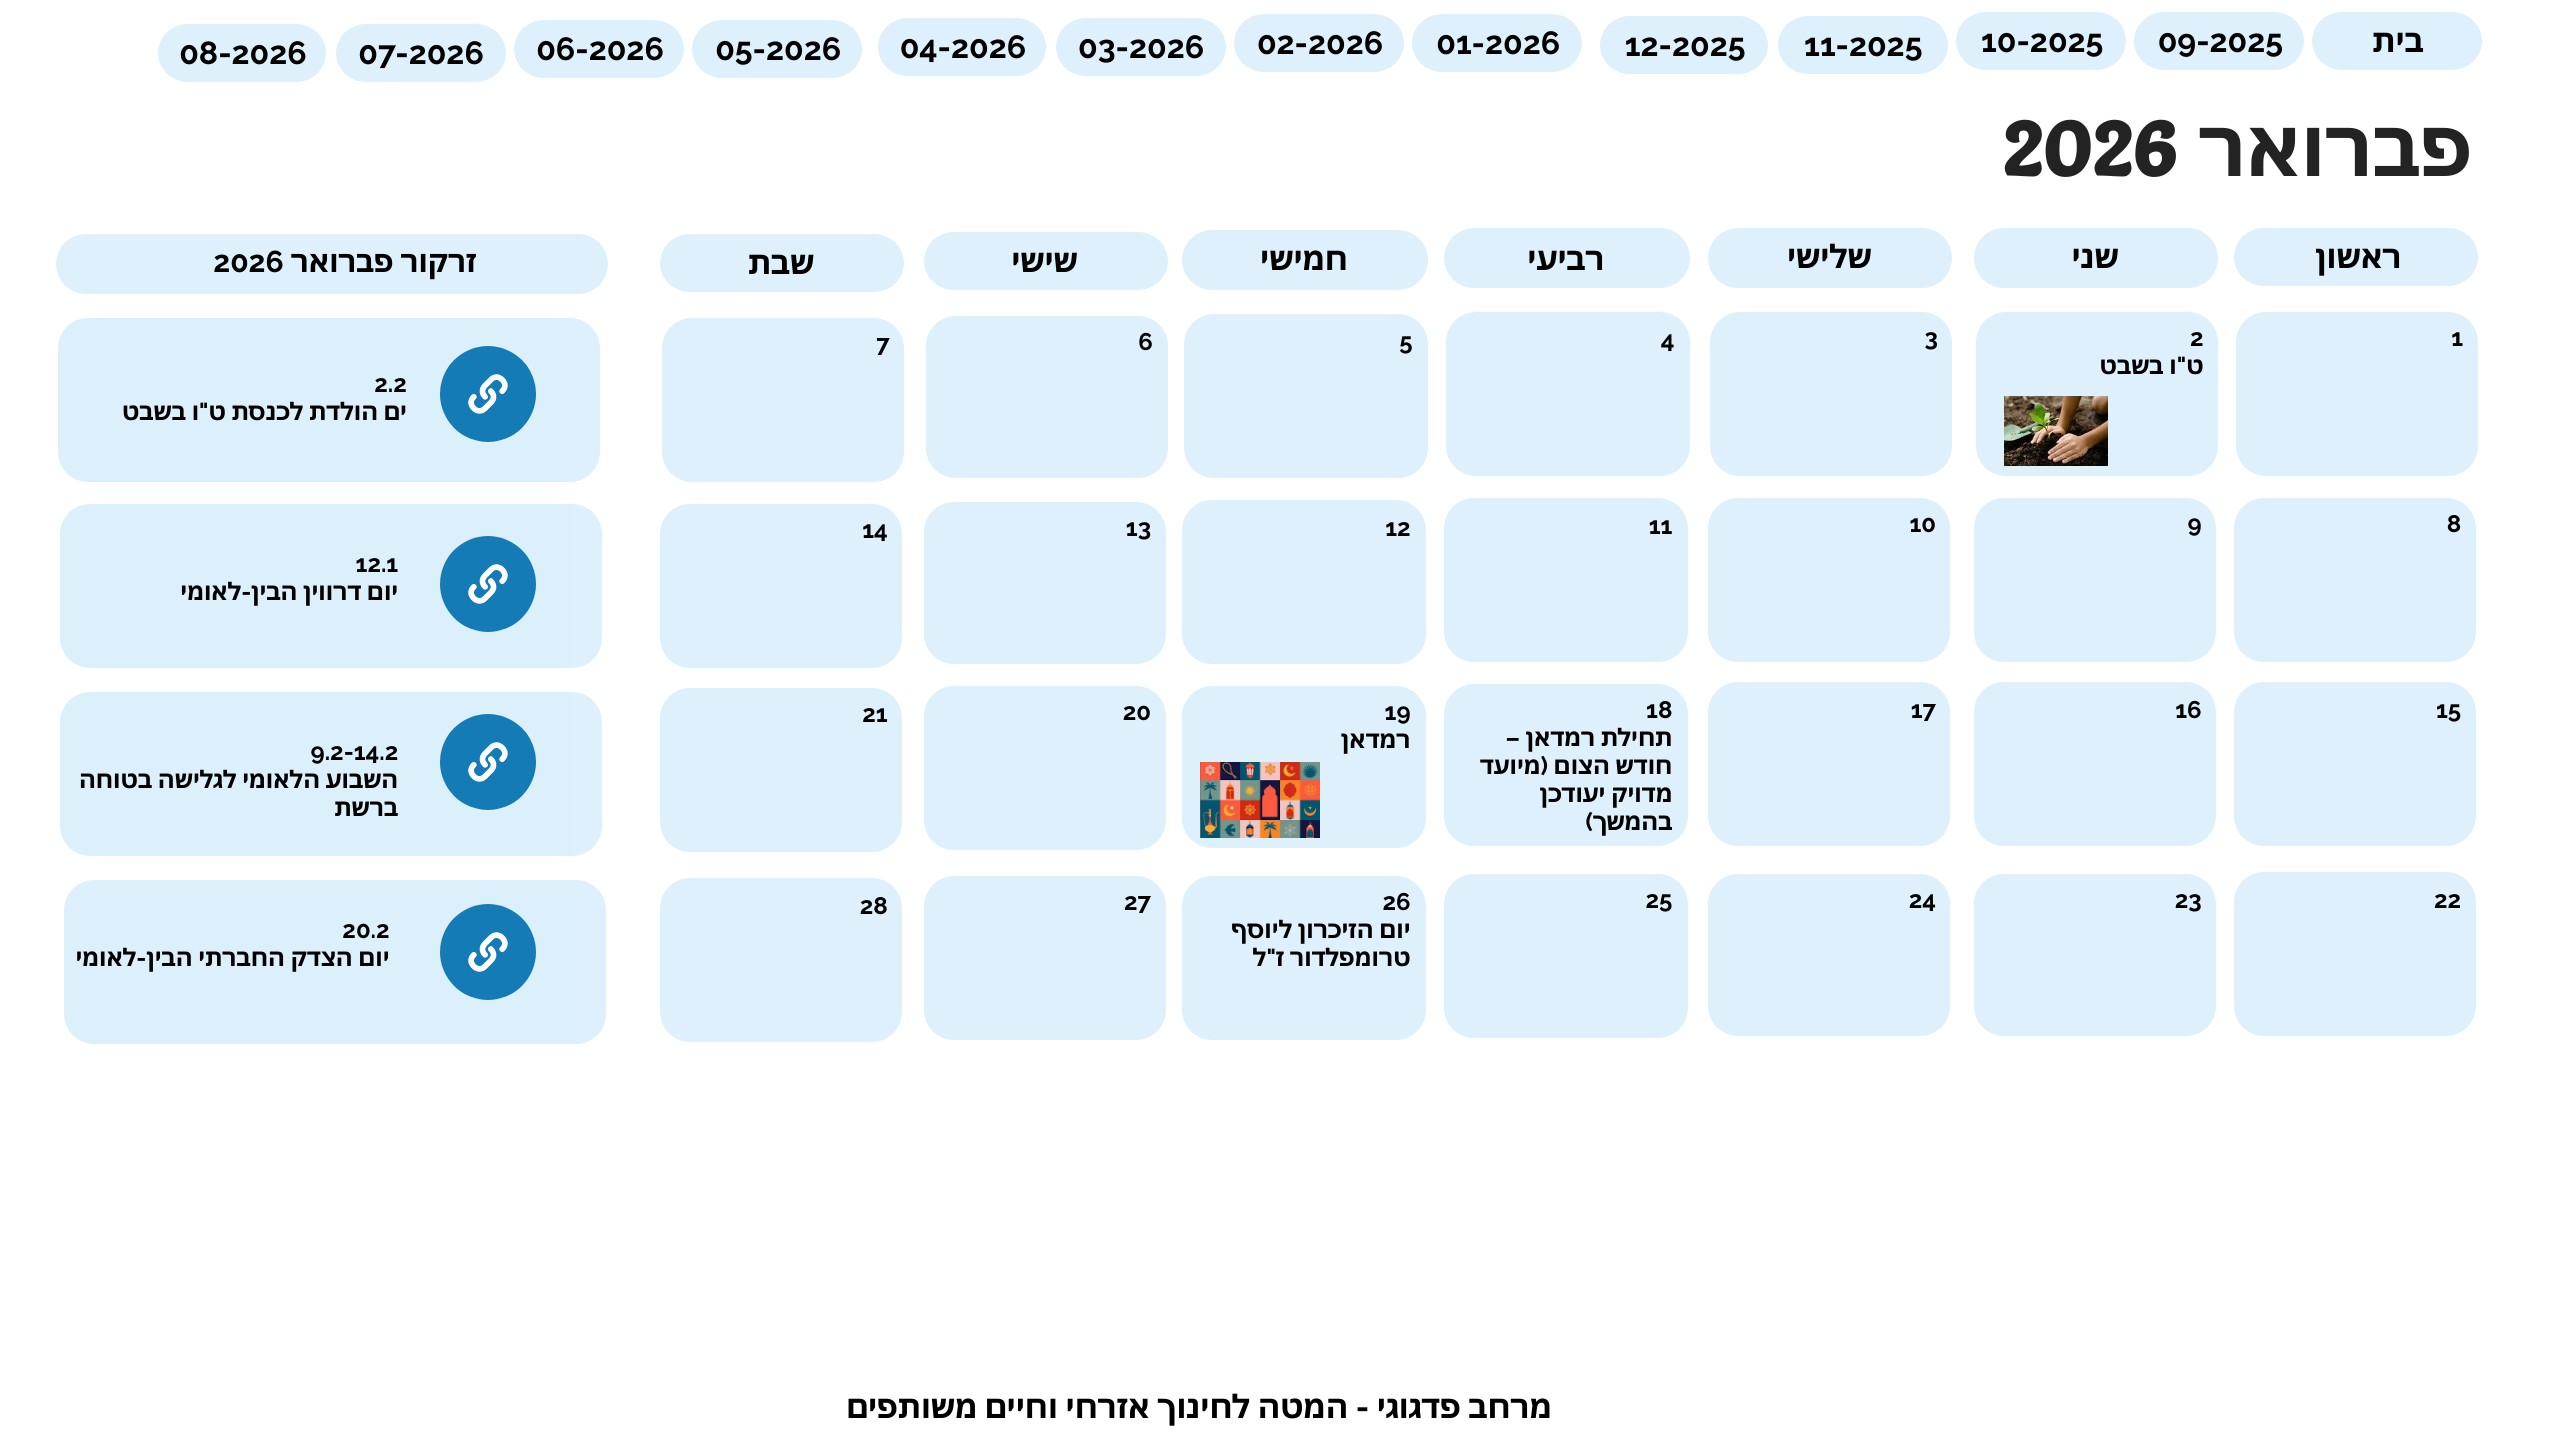 בית
09-2025
10-2025
11-2025
12-2025
01-2026
02-2026
03-2026
04-2026
05-2026
06-2026
07-2026
08-2026
פברואר 2026
ראשון
שני
שלישי
רביעי
חמישי
שישי
שבת
זרקור פברואר 2026
1
2
ט"ו בשבט
3
4
5
6
7
2.2
ים הולדת לכנסת ט"ו בשבט
8
9
10
11
12
13
14
12.1
יום דרווין הבין-לאומי
15
16
17
18
תחילת רמדאן –
חודש הצום (מיועד
מדויק יעודכן
בהמשך)
19
רמדאן
20
21
9.2-14.2
השבוע הלאומי לגלישה בטוחה
ברשת
22
23
24
25
26
יום הזיכרון ליוסף
טרומפלדור ז"ל
27
28
20.2
יום הצדק החברתי הבין-לאומי
מרחב פדגוגי - המטה לחינוך אזרחי וחיים משותפים